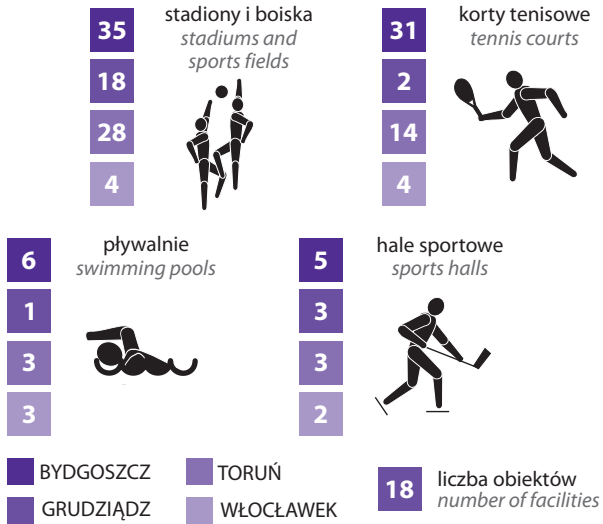 35
18
28
4
stadiony i boiska
stadiums and
sports fields
31
2
14
4
korty tenisowe
tennis courts
6
1
3
3
pływalnie
swimming pools
5
3
3
2
hale sportowe
sports halls
BYDGOSZCZ
GRUDZIĄDZ
TORUŃ
WŁOCŁAWEK
18
liczba obiektów
number of facilities